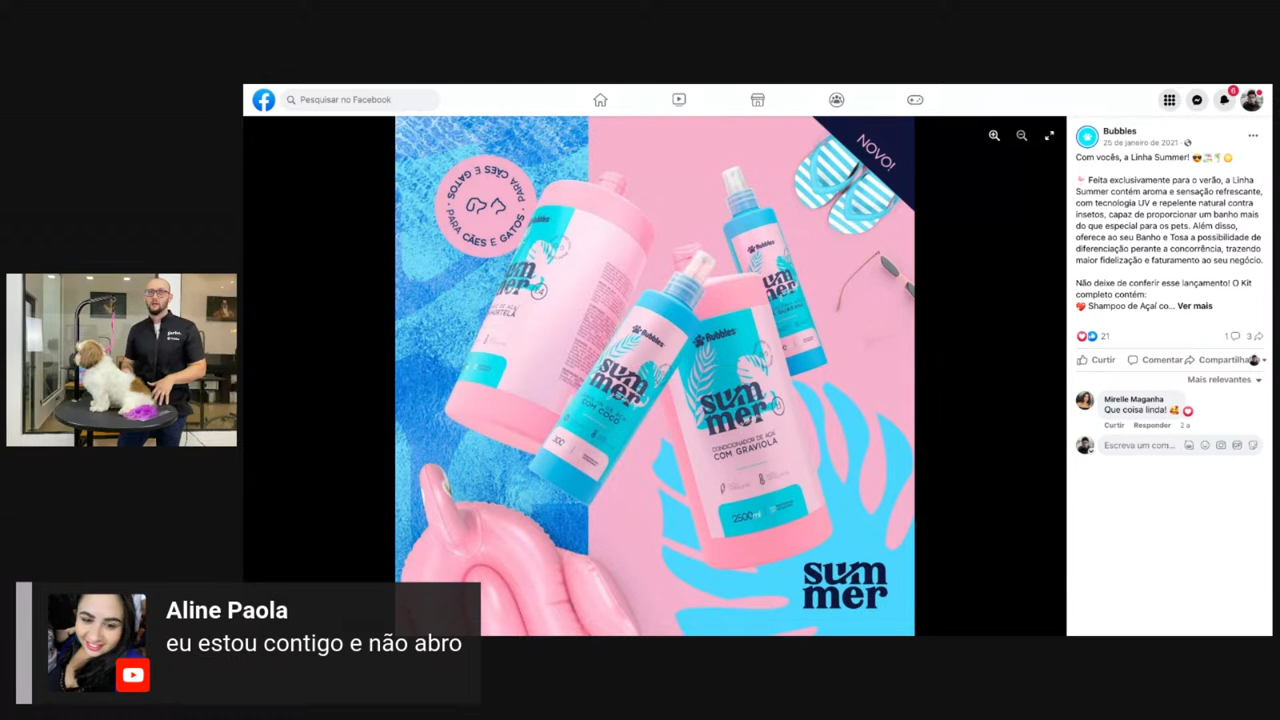 Pesquisar no Facebook
6
PARA CÃES E GATOS · PARA CÃES E GATOS ·
NOVO!
Bubbles
Bubbles
summer
COM COCO
300
Bubbles
summer
CONDICIONADOR DE AÇAÍ
COM GRAVIOLA
2500ml
summer
Bubbles
25 de janeiro de 2021 ·
Com vocês, a Linha Summer!
Feita exclusivamente para o verão, a Linha
Summer contém aroma e sensação refrescante,
com tecnologia UV e repelente natural contra
insetos, capaz de proporcionar um banho mais
do que especial para os pets. Além disso,
oferece ao seu Banho e Tosa a possibilidade de
diferenciação perante a concorrência, trazendo
maior fidelização e faturamento ao seu negócio.
Não deixe de conferir esse lançamento! O Kit
completo contém:
Shampoo de Açaí co... Ver mais
21
1
3
Curtir
Comentar
Compartilha
Mais relevantes
Mirelle Maganha
Que coisa linda!
Curtir Responder 2 a
Escreva um com...
Aline Paola
eu estou contigo e não abro